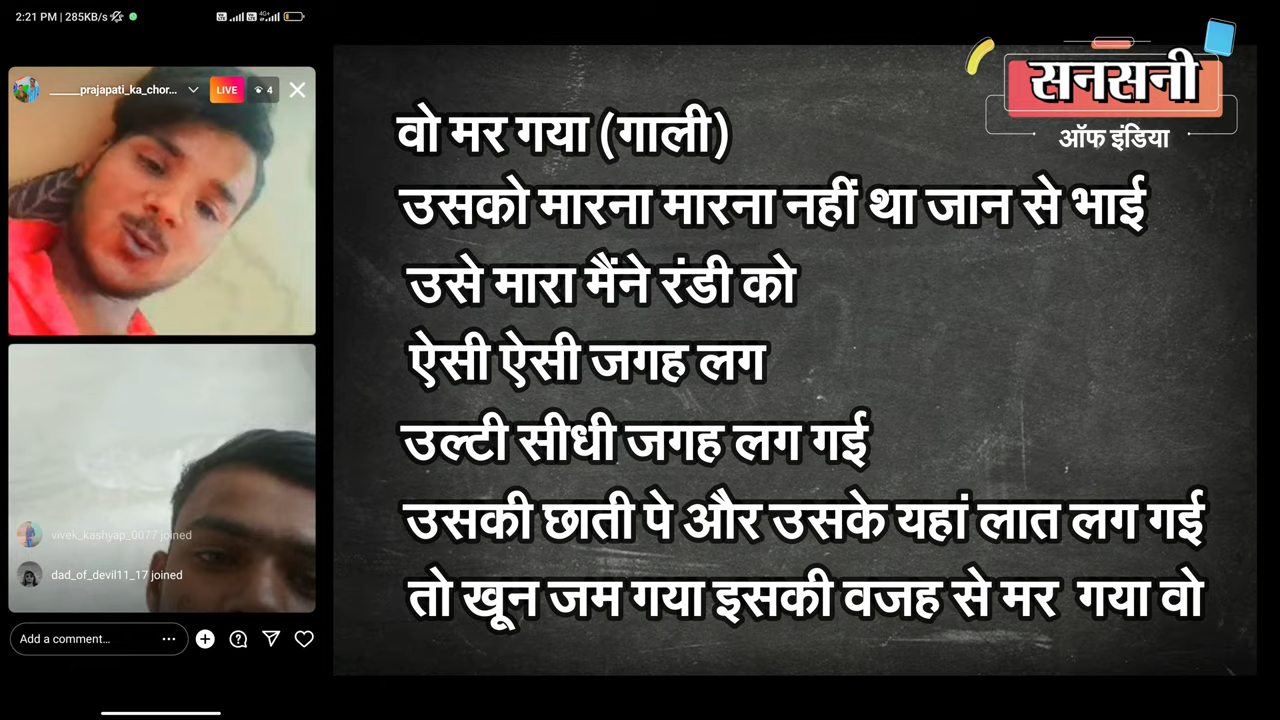 2:21 PM | 285KB/s
_____prajapati_ka_chor...
LIVE
4
vivek_kashyap_0077 joined
dad_of_devil11_17 joined
Add a comment...
सनसनी
ऑफ इंडिया
वो मर गया (गाली)
उसको मारना मारना नहीं था जान से भाई
उसे मारा मैंने रंडी को
ऐसी ऐसी जगह लग
उल्टी सीधी जगह लग गई
उसकी छाती पे और उसके यहां लात लग गई
तो खून जम गया इसकी वजह से मर गया वो